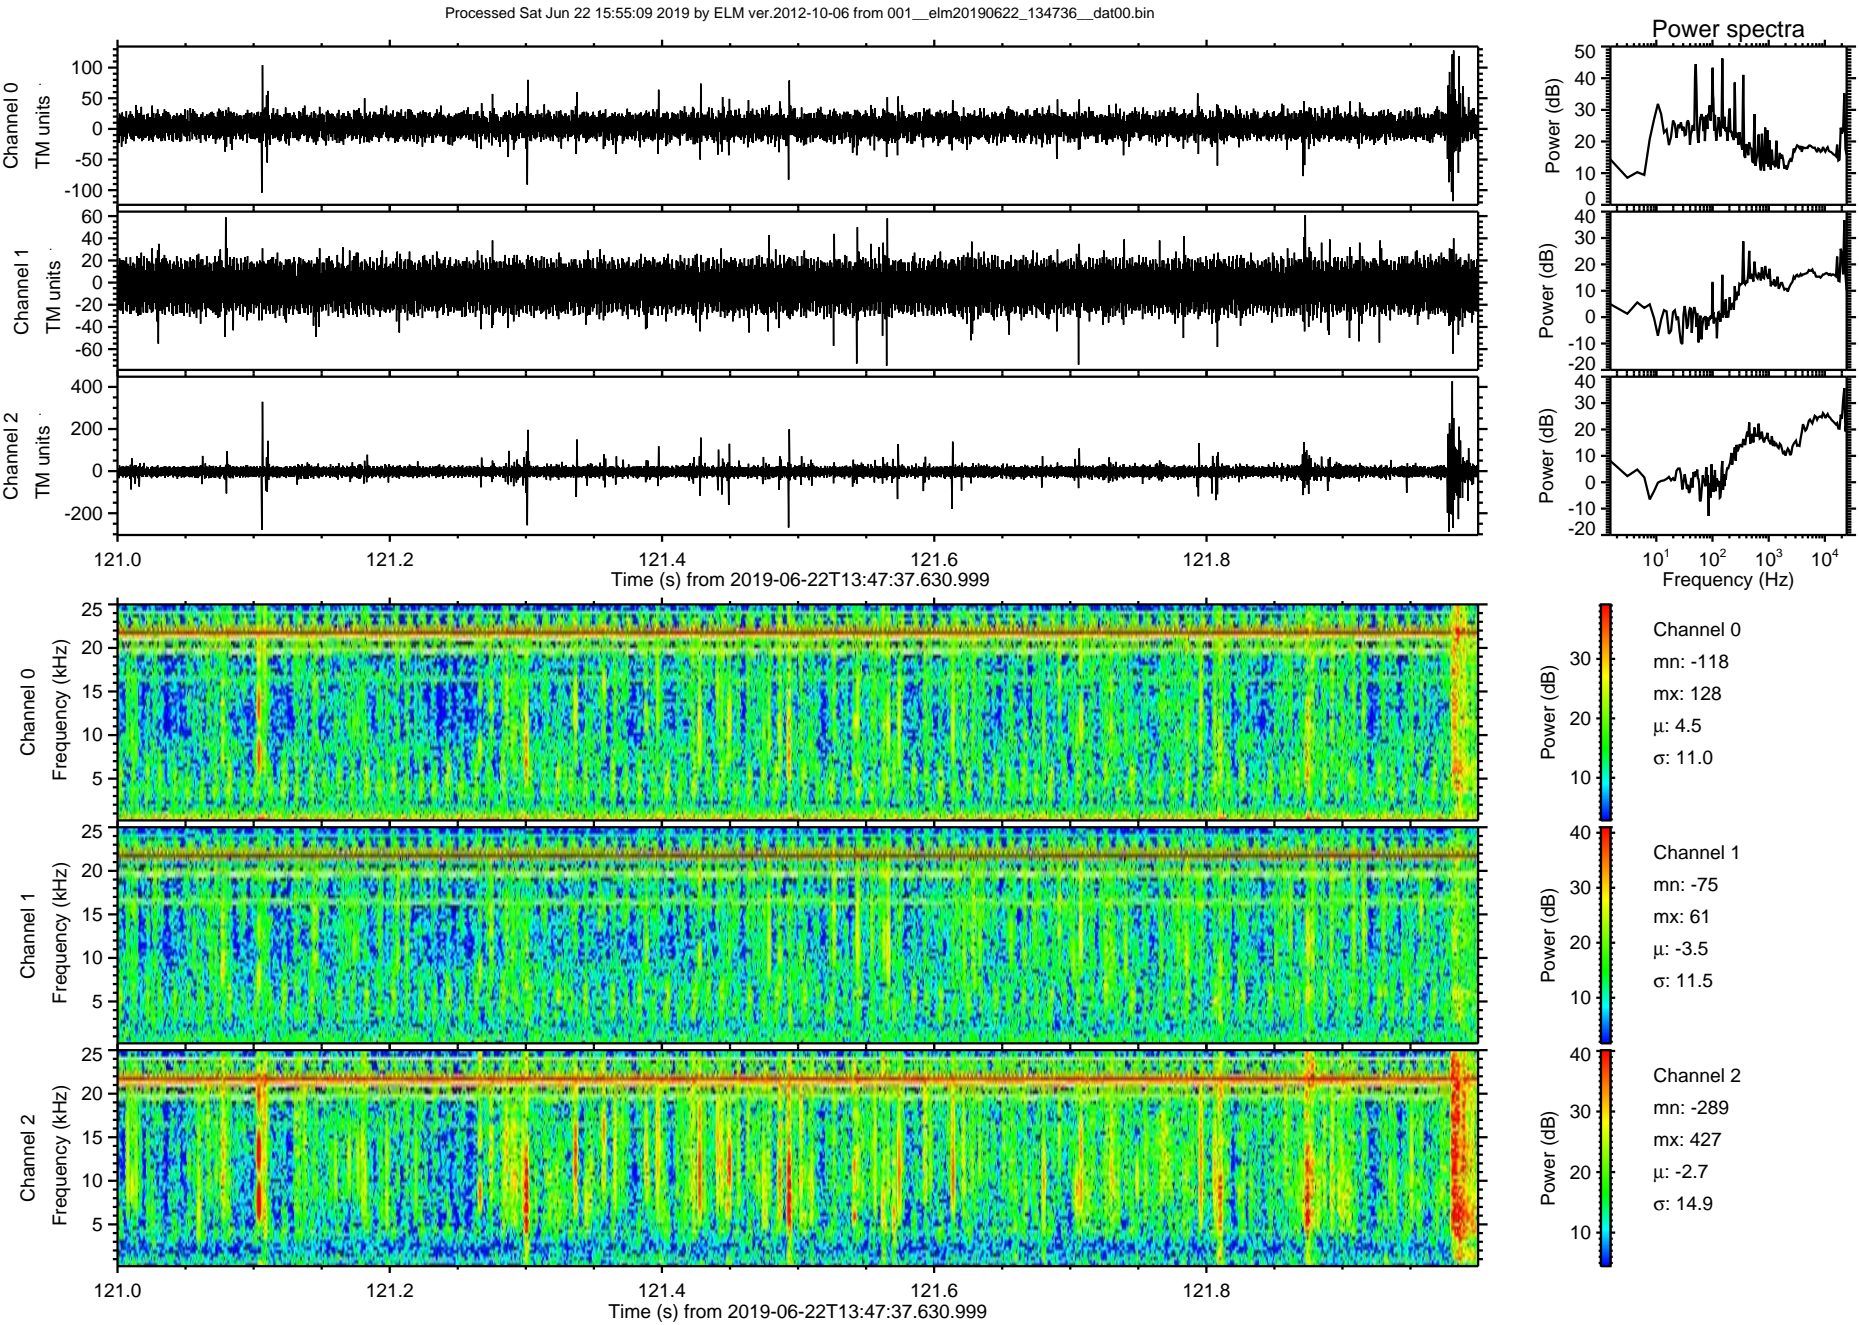 Processed Sat Jun 22 15:55:09 2019 by ELM ver.2012-10-06 from 001__elm20190622_134736__dat00.bin
Power spectra
Channel 0
TM units
100
50
0
-50
-100
Power (dB)
50
40
30
20
10
0
Channel 1
TM units
60
40
20
0
-20
-40
-60
Power (dB)
40
30
20
10
0
-10
-20
Channel 2
TM units
400
200
0
-200
Power (dB)
40
30
20
10
0
-10
-20
121.0 121.2 121.4 121.6 121.8
Time (s) from 2019-06-22T13:47:37.630.999
10¹ 10² 10³ 10⁴
Frequency (Hz)
Channel 0
Frequency (kHz)
25
20
15
10
5
Power (dB)
30
20
10
Channel 0
mn: -118
mx: 128
µ: 4.5
σ: 11.0
Channel 1
Frequency (kHz)
25
20
15
10
5
Power (dB)
40
30
20
10
Channel 1
mn: -75
mx: 61
µ: -3.5
σ: 11.5
Channel 2
Frequency (kHz)
25
20
15
10
5
Power (dB)
40
30
20
10
Channel 2
mn: -289
mx: 427
µ: -2.7
σ: 14.9
121.0 121.2 121.4 121.6 121.8
Time (s) from 2019-06-22T13:47:37.630.999